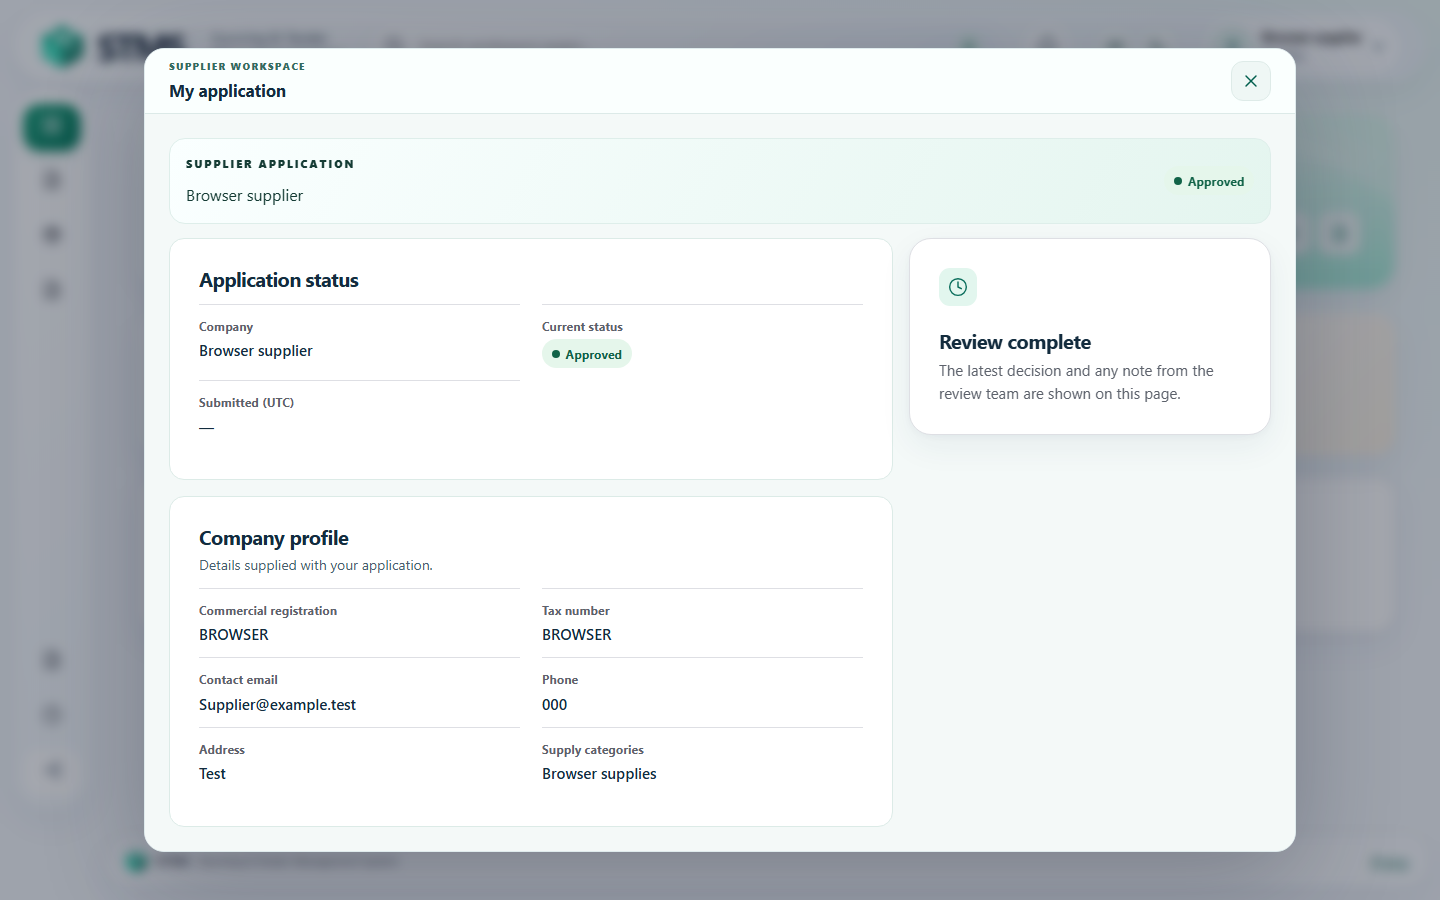 SUPPLIER WORKSPACE
My application
SUPPLIER APPLICATION
Browser supplier
Approved
Application status
Company
Browser supplier
Current status
Approved
Submitted (UTC)
—
Review complete
The latest decision and any note from the
review team are shown on this page.
Company profile
Details supplied with your application.
Commercial registration
BROWSER
Tax number
BROWSER
Contact email
Supplier@example.test
Phone
000
Address
Test
Supply categories
Browser supplies